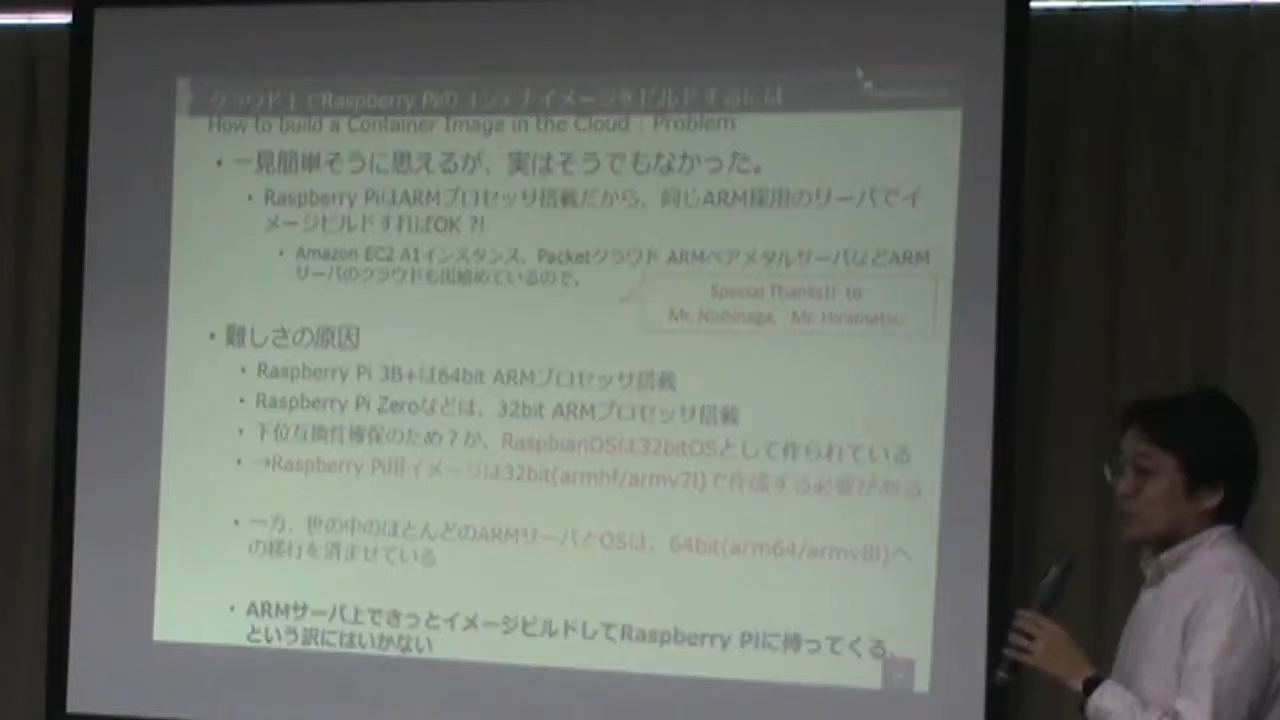 クラウド上でRaspberry Piのコンテナイメージをビルドするには
How to build a Container Image in the Cloud : Problem
・一見簡単そうに思えるが、実はそうでもなかった。
・Raspberry PiはARMプロセッサ搭載だから、同じARM採用のサーバでイ
メージビルドすればOK ?!
・Amazon EC2 A1インスタンス、Packetクラウド ARMベアメタルサーバなどARM
サーバのクラウドも出始めているので。
Special Thanks!! to
Mr. Nishinaga, Mr. Hiramatsu
・難しさの原因
・Raspberry Pi 3B+は64bit ARMプロセッサ搭載
・Raspberry Pi Zeroなどは、32bit ARMプロセッサ搭載
・下位互換性確保のため？か、RaspbianOSは32bitOSとして作られている
・→Raspberry Pi用イメージは32bit(armhf/armv7l)で作成する必要がある
・一方、世の中のほとんどのARMサーバとOSは、64bit(arm64/armv8l)へ
の移行を済ませている
・ARMサーバ上でさっとイメージビルドしてRaspberry Piに持ってくる、
という訳にはいかない